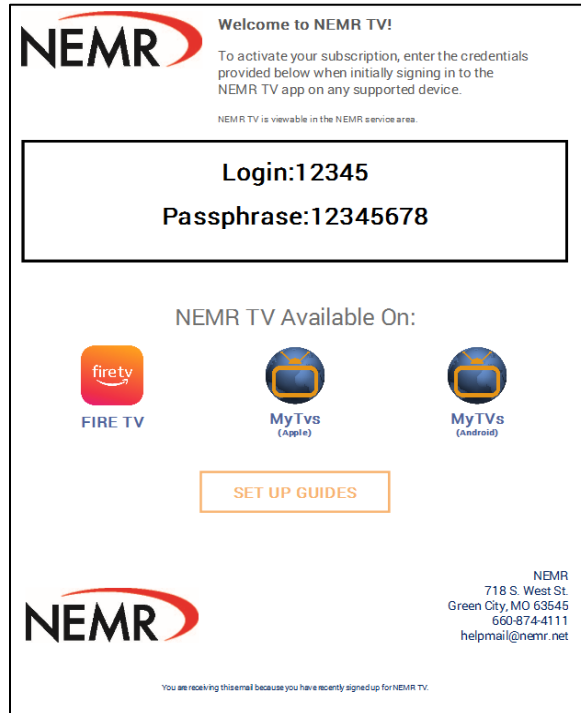 NEMR
Welcome to NEMR TV!
To activate your subscription, enter the credentials
provided below when initially signing in to the
NEMR TV app on any supported device.
NEMR TV is viewable in the NEMR service area.
Login:12345
Passphrase:12345678
NEMR TV Available On:
firetv
FIRE TV
MyTvs
(Apple)
MyTVs
(Android)
SET UP GUIDES
NEMR
NEMR
718 S. West St.
Green City, MO 63545
660-874-4111
helpmail@nemr.net
You are receiving this email because you have recently signed up for NEMR TV.